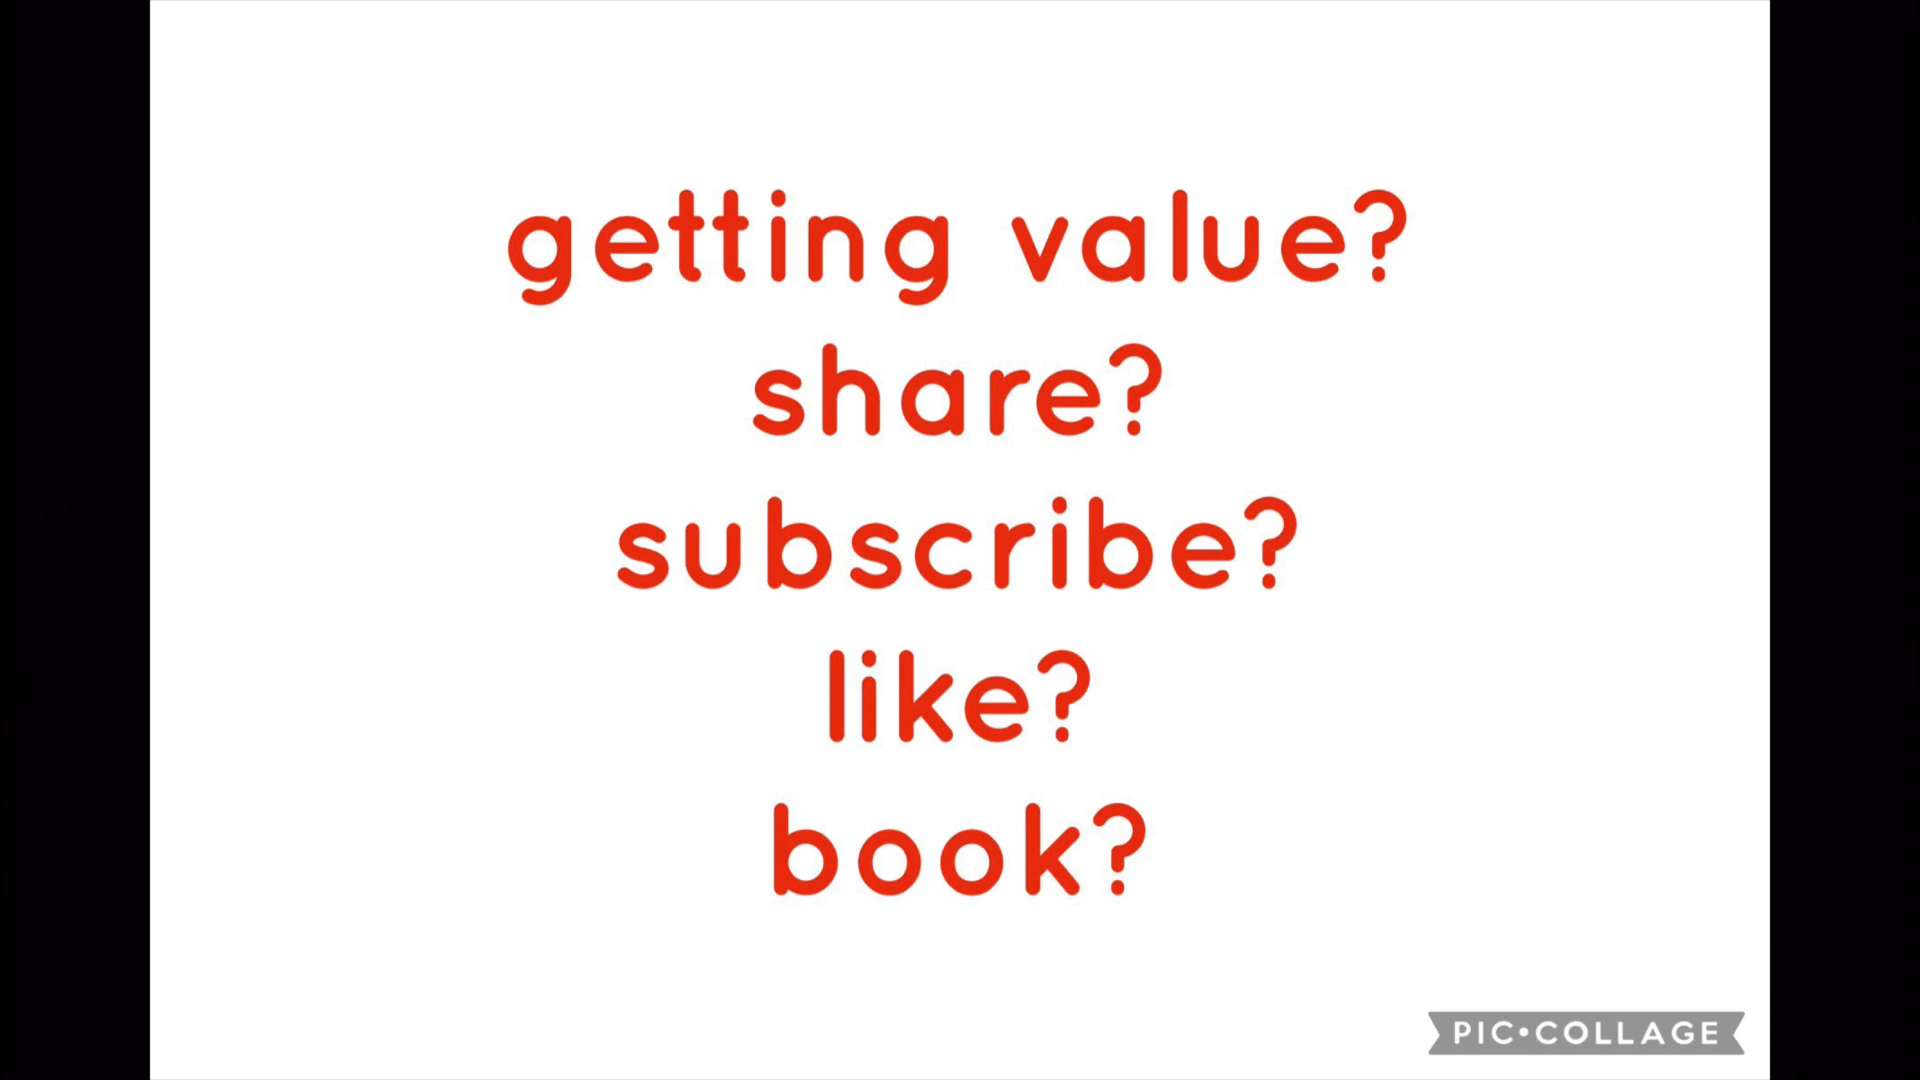 getting value?
share?
subscribe?
like?
book?
PIC•COLLAGE